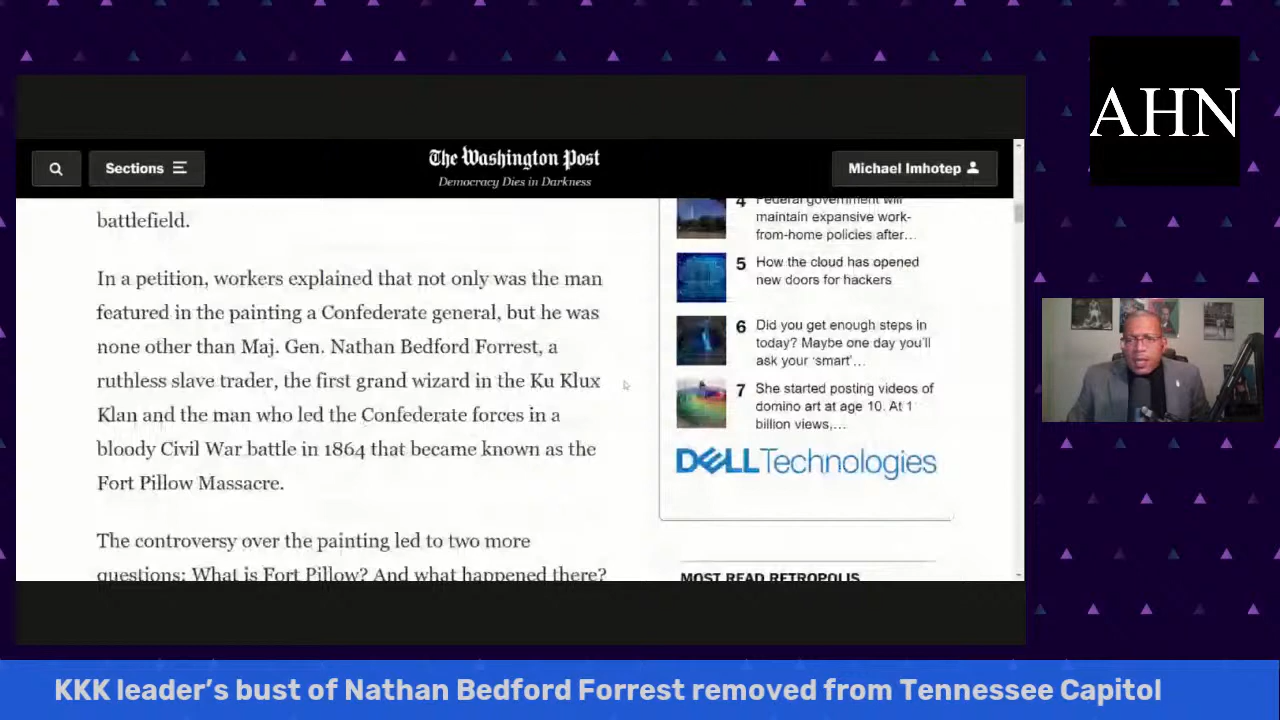 AHN
Sections
The Washington Post
Democracy Dies in Darkness
Michael Imhotep
battlefield.
In a petition, workers explained that not only was the man
featured in the painting a Confederate general, but he was
none other than Maj. Gen. Nathan Bedford Forrest, a
ruthless slave trader, the first grand wizard in the Ku Klux
Klan and the man who led the Confederate forces in a
bloody Civil War battle in 1864 that became known as the
Fort Pillow Massacre.
The controversy over the painting led to two more
questions: What is Fort Pillow? And what happened there?
4 Federal government will
maintain expansive work-
from-home policies after…
5 How the cloud has opened
new doors for hackers
6 Did you get enough steps in
today? Maybe one day you'll
ask your 'smart'…
7 She started posting videos of
domino art at age 10. At 1
billion views,…
DELL Technologies
MOST READ RETROPOLIS
KKK leader's bust of Nathan Bedford Forrest removed from Tennessee Capitol